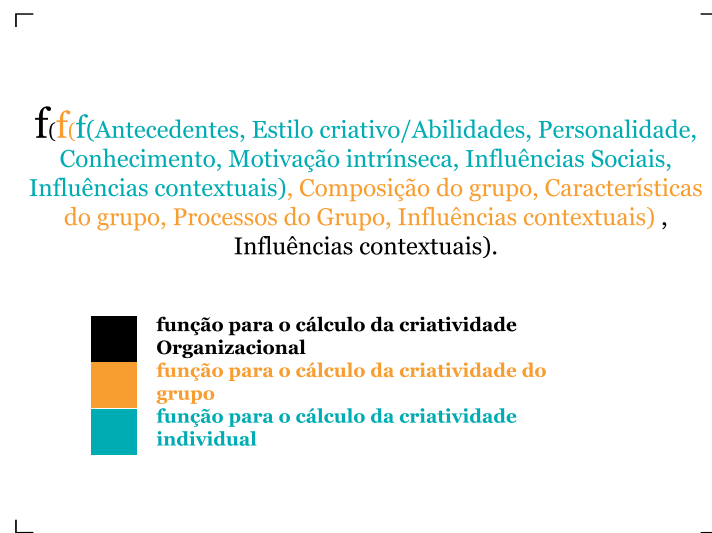 f(f(f(Antecedentes, Estilo criativo/Abilidades, Personalidade,
Conhecimento, Motivação intrínseca, Influências Sociais,
Influências contextuais), Composição do grupo, Características
do grupo, Processos do Grupo, Influências contextuais) ,
Influências contextuais).
função para o cálculo da criatividade
Organizacional
função para o cálculo da criatividade do
grupo
função para o cálculo da criatividade
individual